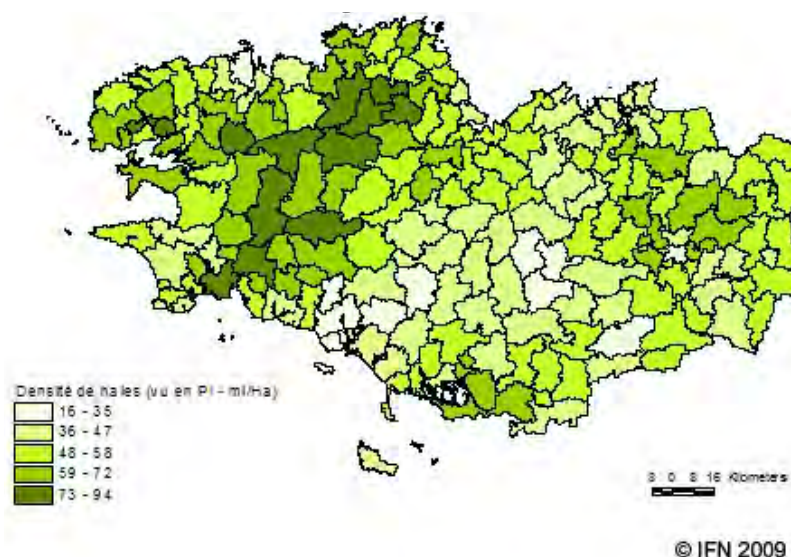 Densité de haies (vu en PI - ml/Ha)
16 - 35
36 - 47
48 - 58
59 - 72
73 - 94
8 0 8 16 Kilometers
© IFN 2009